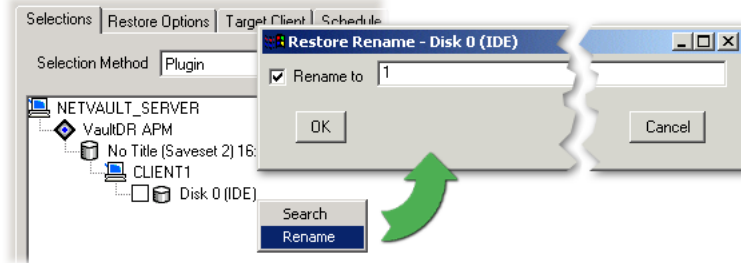 Selections
Restore Options
Target Client
Schedule
Selection Method
Plugin
NETVAULT_SERVER
VaultDR APM
No Title (Saveset 2) 16:
CLIENT1
Disk 0 (IDE)
Restore Rename - Disk 0 (IDE)
Rename to
1
OK
Cancel
Search
Rename